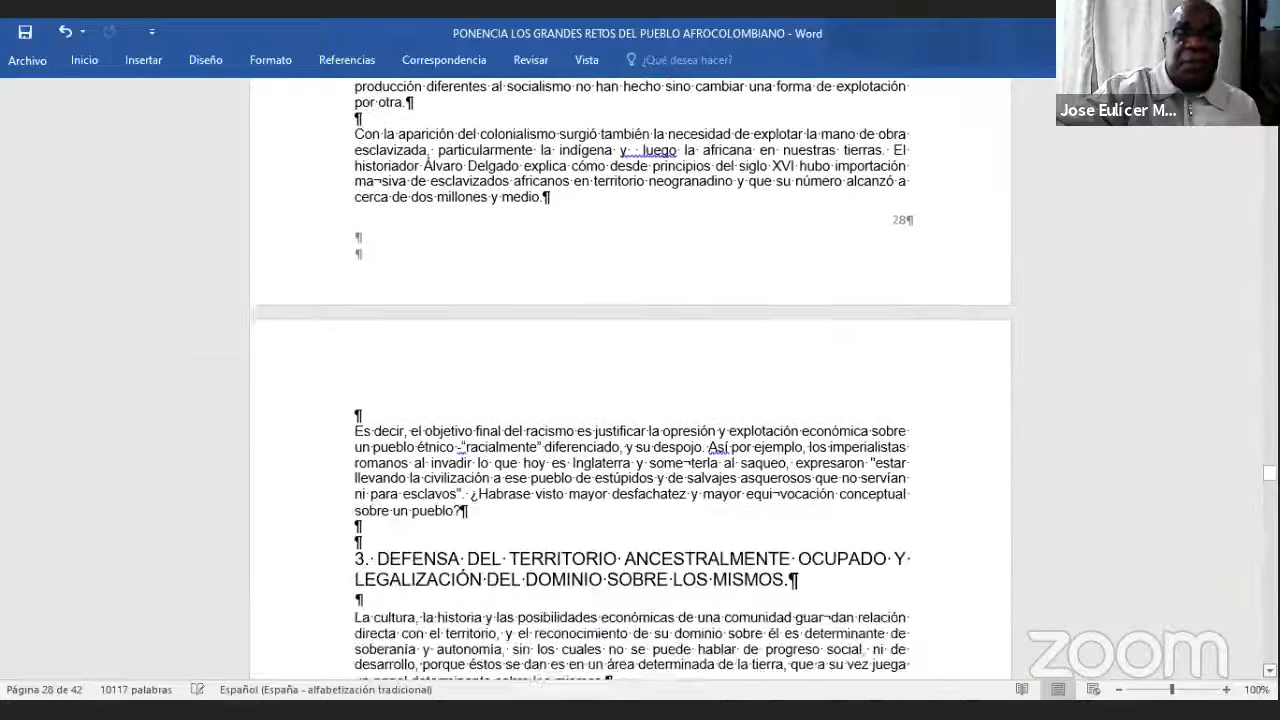 PONENCIA LOS GRANDES RETOS DEL PUEBLO AFROCOLOMBIANO - Word
Archivo Inicio Insertar Diseño Formato Referencias Correspondencia Revisar Vista ¿Qué desea hacer?
Jose Eulícer M...
producción diferentes al socialismo no han hecho sino cambiar una forma de explotación
por otra.¶
¶
Con la aparición del colonialismo surgió también la necesidad de explotar la mano de obra
esclavizada, particularmente la indígena y luego la africana en nuestras tierras. El
historiador Álvaro Delgado explica cómo desde principios del siglo XVI hubo importación
ma¬siva de esclavizados africanos en territorio neogranadino y que su número alcanzó a
cerca de dos millones y medio.¶
28¶
¶
¶
¶
Es decir, el objetivo final del racismo es justificar la opresión y explotación económica sobre
un pueblo étnico -"racialmente" diferenciado, y su despojo. Así por ejemplo, los imperialistas
romanos al invadir lo que hoy es Inglaterra y some¬terla al saqueo, expresaron "estar
llevando la civilización a ese pueblo de estúpidos y de salvajes asquerosos que no servían
ni para esclavos". ¿Habrase visto mayor desfachatez y mayor equi¬vocación conceptual
sobre un pueblo?¶
¶
¶
3. DEFENSA DEL TERRITORIO ANCESTRALMENTE OCUPADO Y
LEGALIZACIÓN DEL DOMINIO SOBRE LOS MISMOS.¶
¶
La cultura, la historia y las posibilidades económicas de una comunidad guar¬dan relación
directa con el territorio, y el reconocimiento de su dominio sobre él es determinante de
soberanía y autonomía, sin los cuales no se puede hablar de progreso social, ni de
desarrollo, porque éstos se dan es en un área determinada de la tierra, que a su vez juega
zoom
Página 28 de 42 10117 palabras Español (España - alfabetización tradicional) 100%